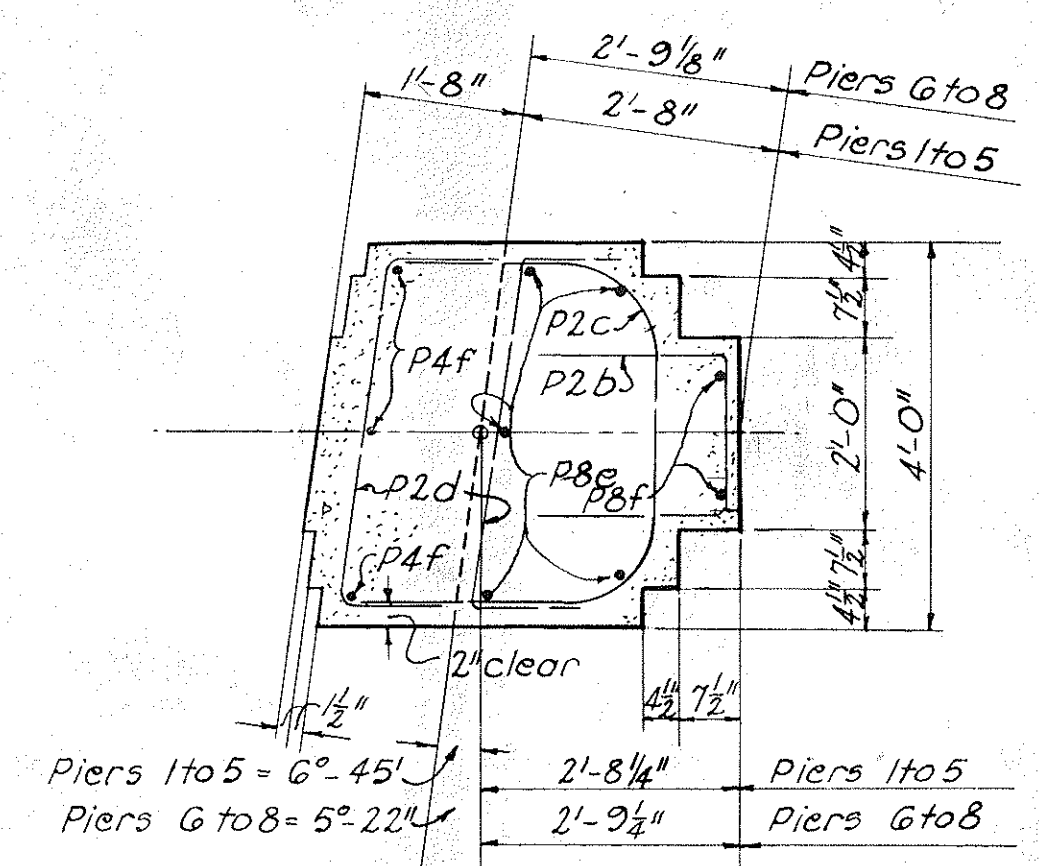 2'-9 1/8"
Piers 6 to 8
1'-8"
2'-8"
Piers 1 to 5
4 1/2"
7 1/2"
P2c
P4f
P2b
2'-0"
4'-0"
P2d
P8e
P8f
P4f
7 1/2"
4 1/2"
2" clear
1 1/2"
4 1/2"
7 1/2"
Piers 1 to 5 = 6°-45'
2'-8 1/4"
Piers 1 to 5
Piers 6 to 8 = 5°-22"
2'-9 1/4"
Piers 6 to 8